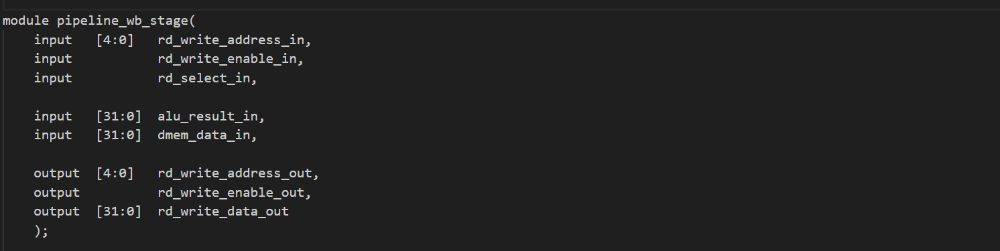 module pipeline_wb_stage(
    input   [4:0]   rd_write_address_in,
    input           rd_write_enable_in,
    input           rd_select_in,
    input   [31:0]  alu_result_in,
    input   [31:0]  dmem_data_in,
    output  [4:0]   rd_write_address_out,
    output          rd_write_enable_out,
    output  [31:0]  rd_write_data_out
    );